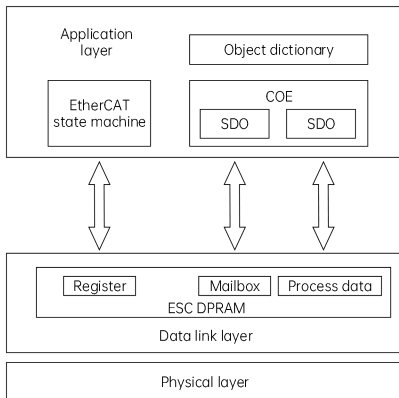 Application
layer
Object dictionary
EtherCAT
state machine
COE
SDO
SDO
Register
Mailbox
Process data
ESC DPRAM
Data link layer
Physical layer